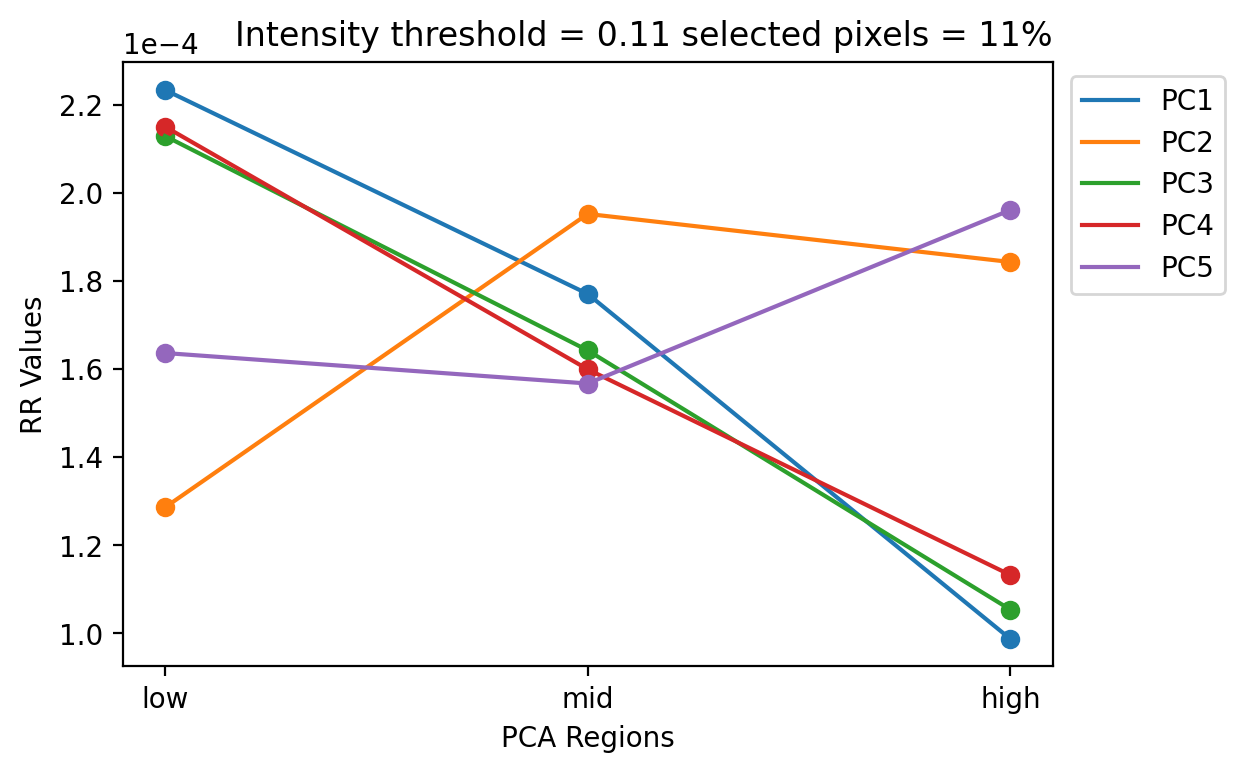 Intensity threshold = 0.11 selected pixels = 11%
1e−4
2.2
2.0
1.8
1.6
1.4
1.2
1.0
RR Values
low
mid
high
PCA Regions
PC1
PC2
PC3
PC4
PC5